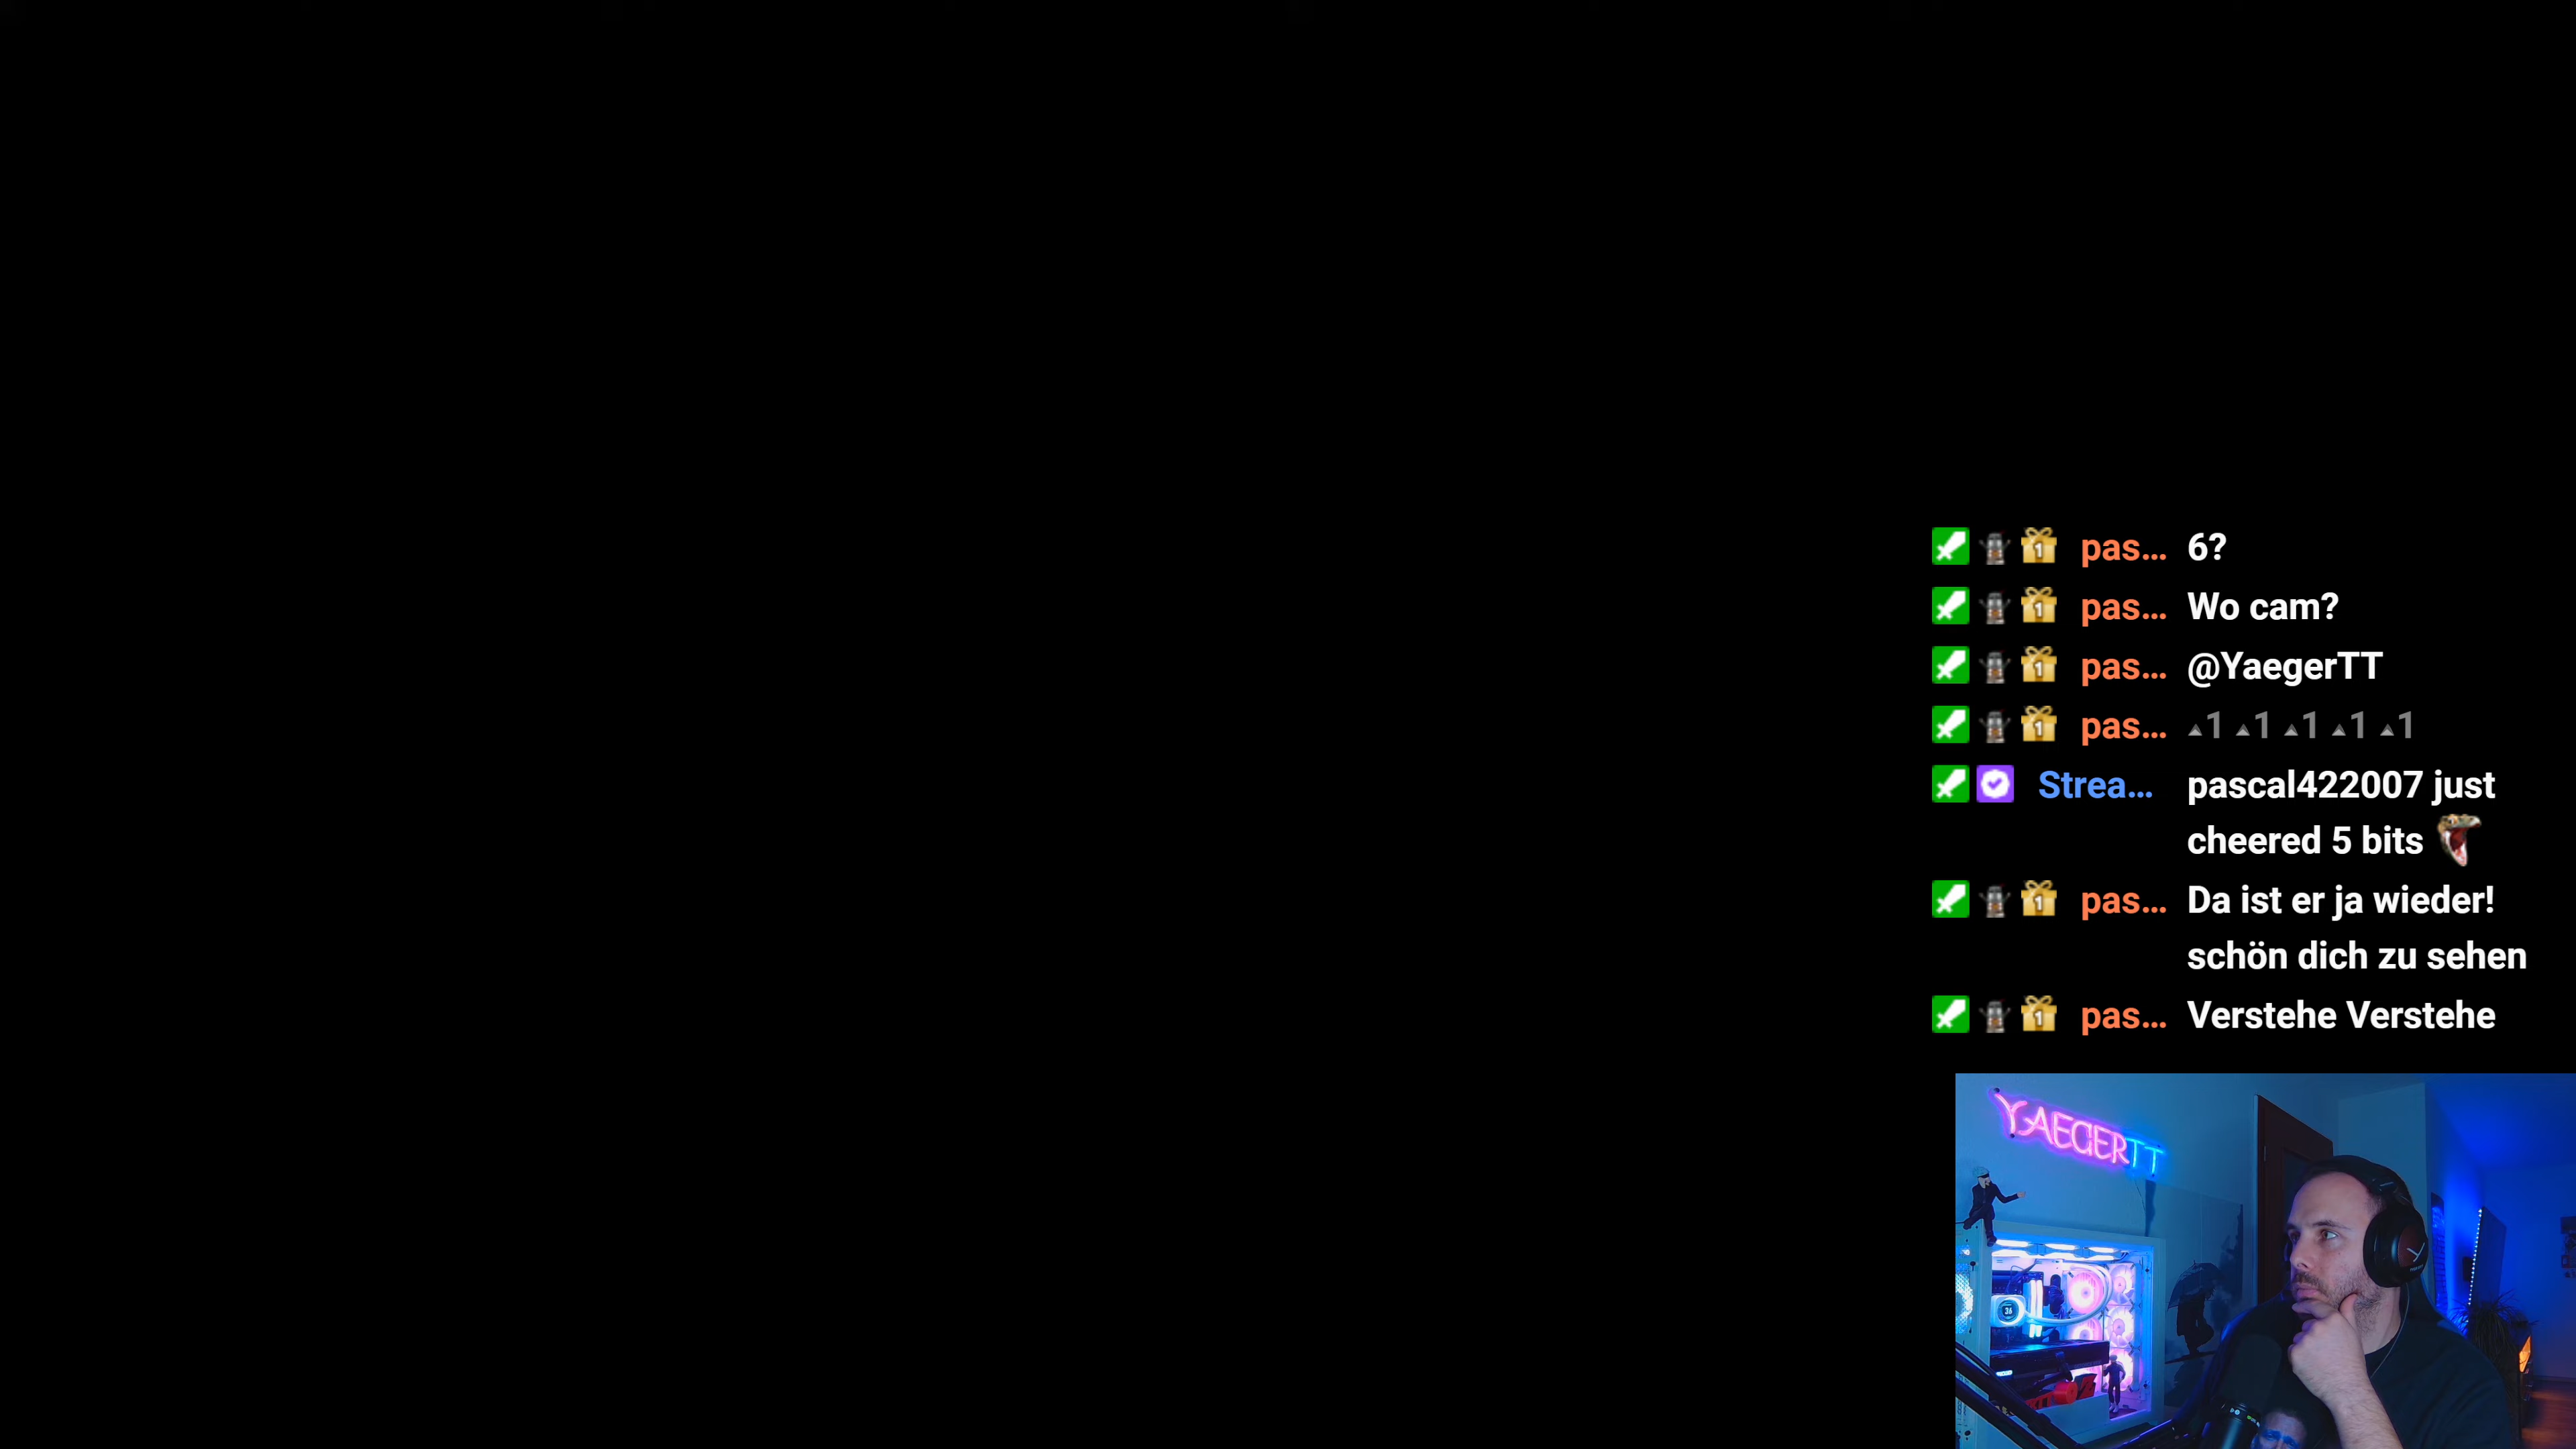 pas... 6?
pas... Wo cam?
pas... @YaegerTT
pas... 1 1 1 1 1
Strea... pascal422007 just
cheered 5 bits
pas... Da ist er ja wieder!
schön dich zu sehen
pas... Verstehe Verstehe
YAEGERTT
36